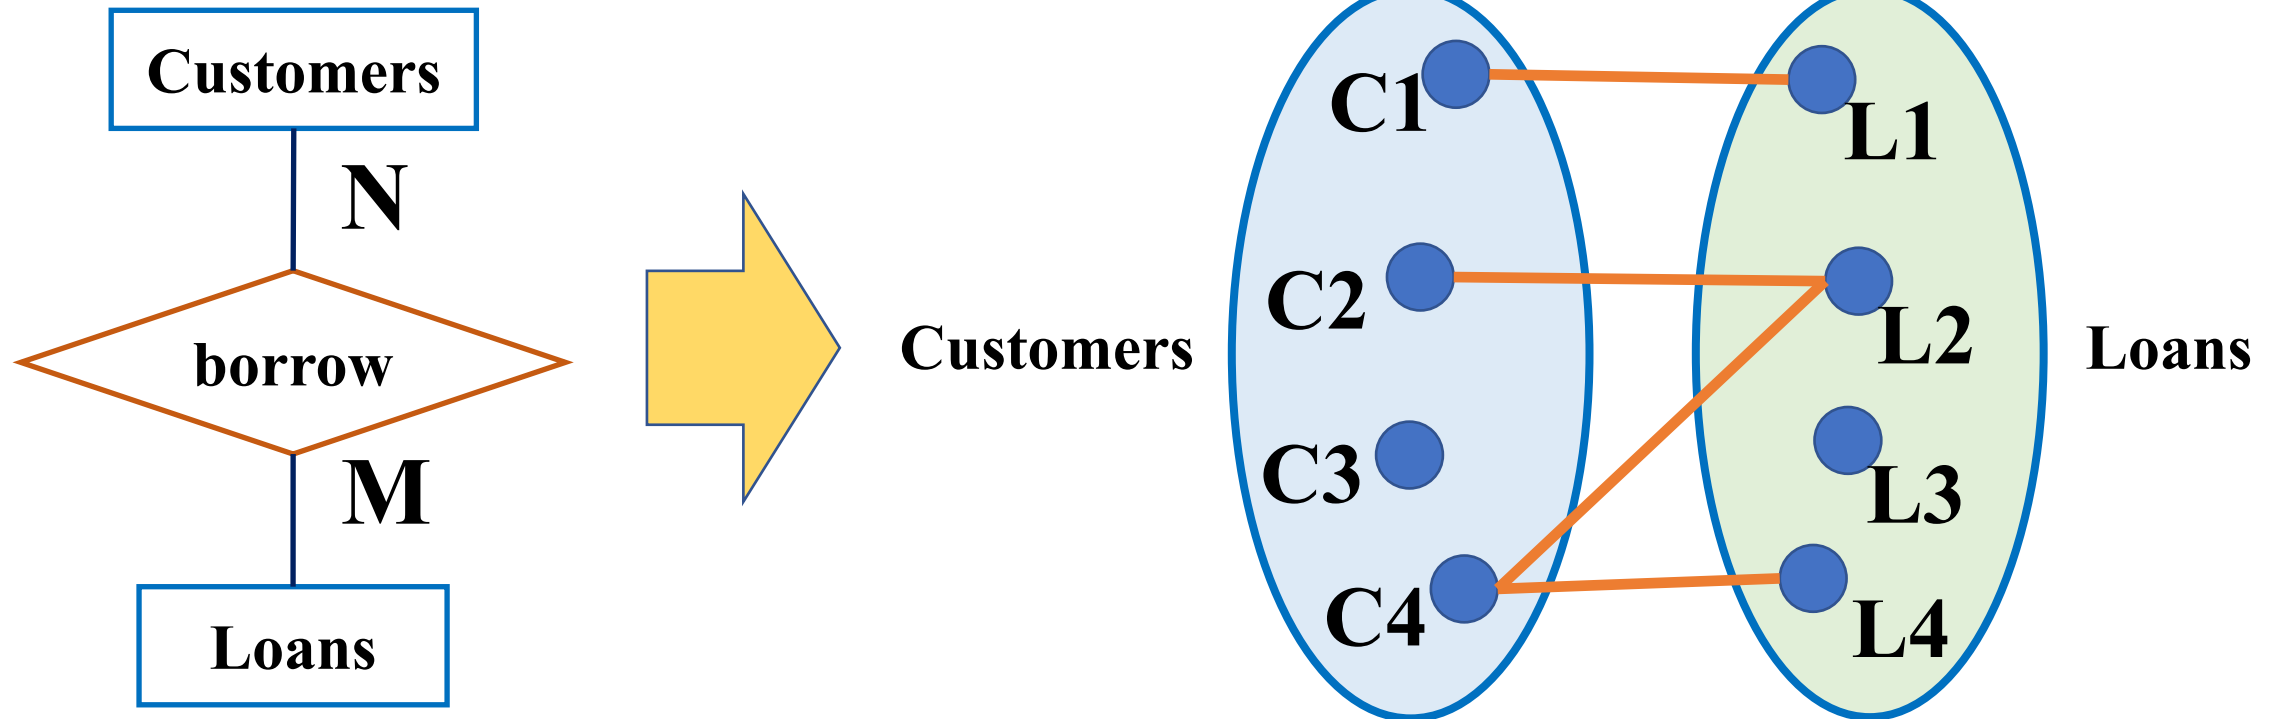 Customers
N
borrow
M
Loans
Customers
C1
C2
C3
C4
L1
L2
L3
L4
Loans